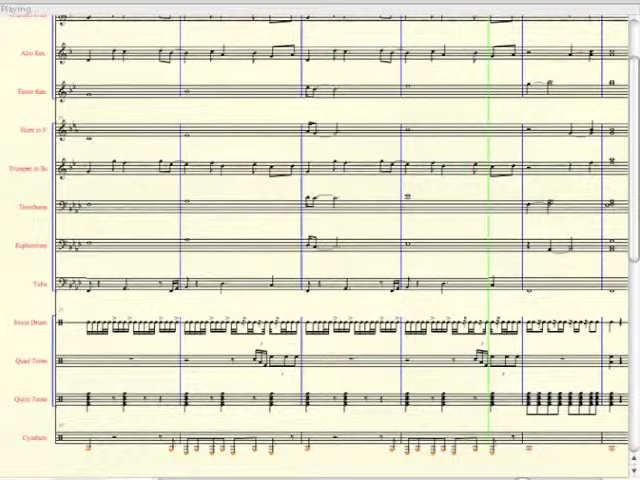 Playing
Alto Sax.
Tenor Sax.
Horn in F
Trumpet in Bb
Trombone
Euphonium
Tuba
Snare Drum
Quad Toms
Quint Toms
Cymbals